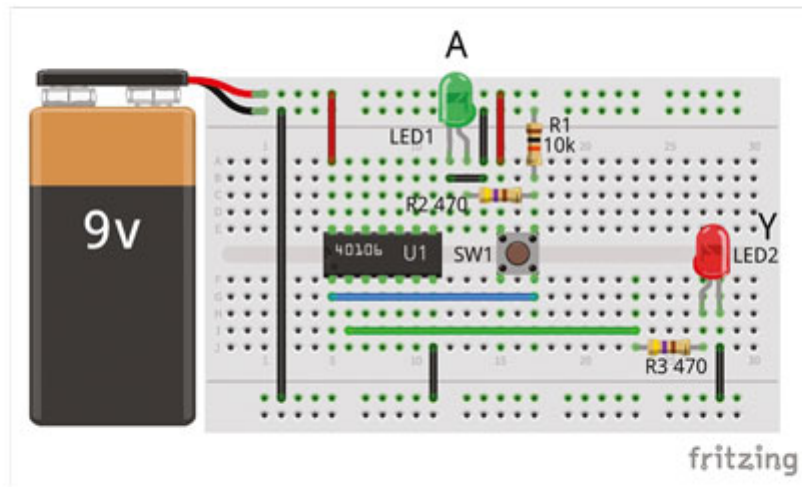 A
LED1
R1
10k
R2 470
9v
40106 U1
SW1
Y
LED2
R3 470
fritzing